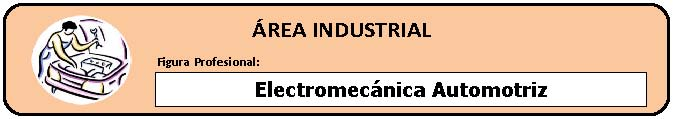 ÁREA INDUSTRIAL
Figura Profesional:
Electromecánica Automotriz